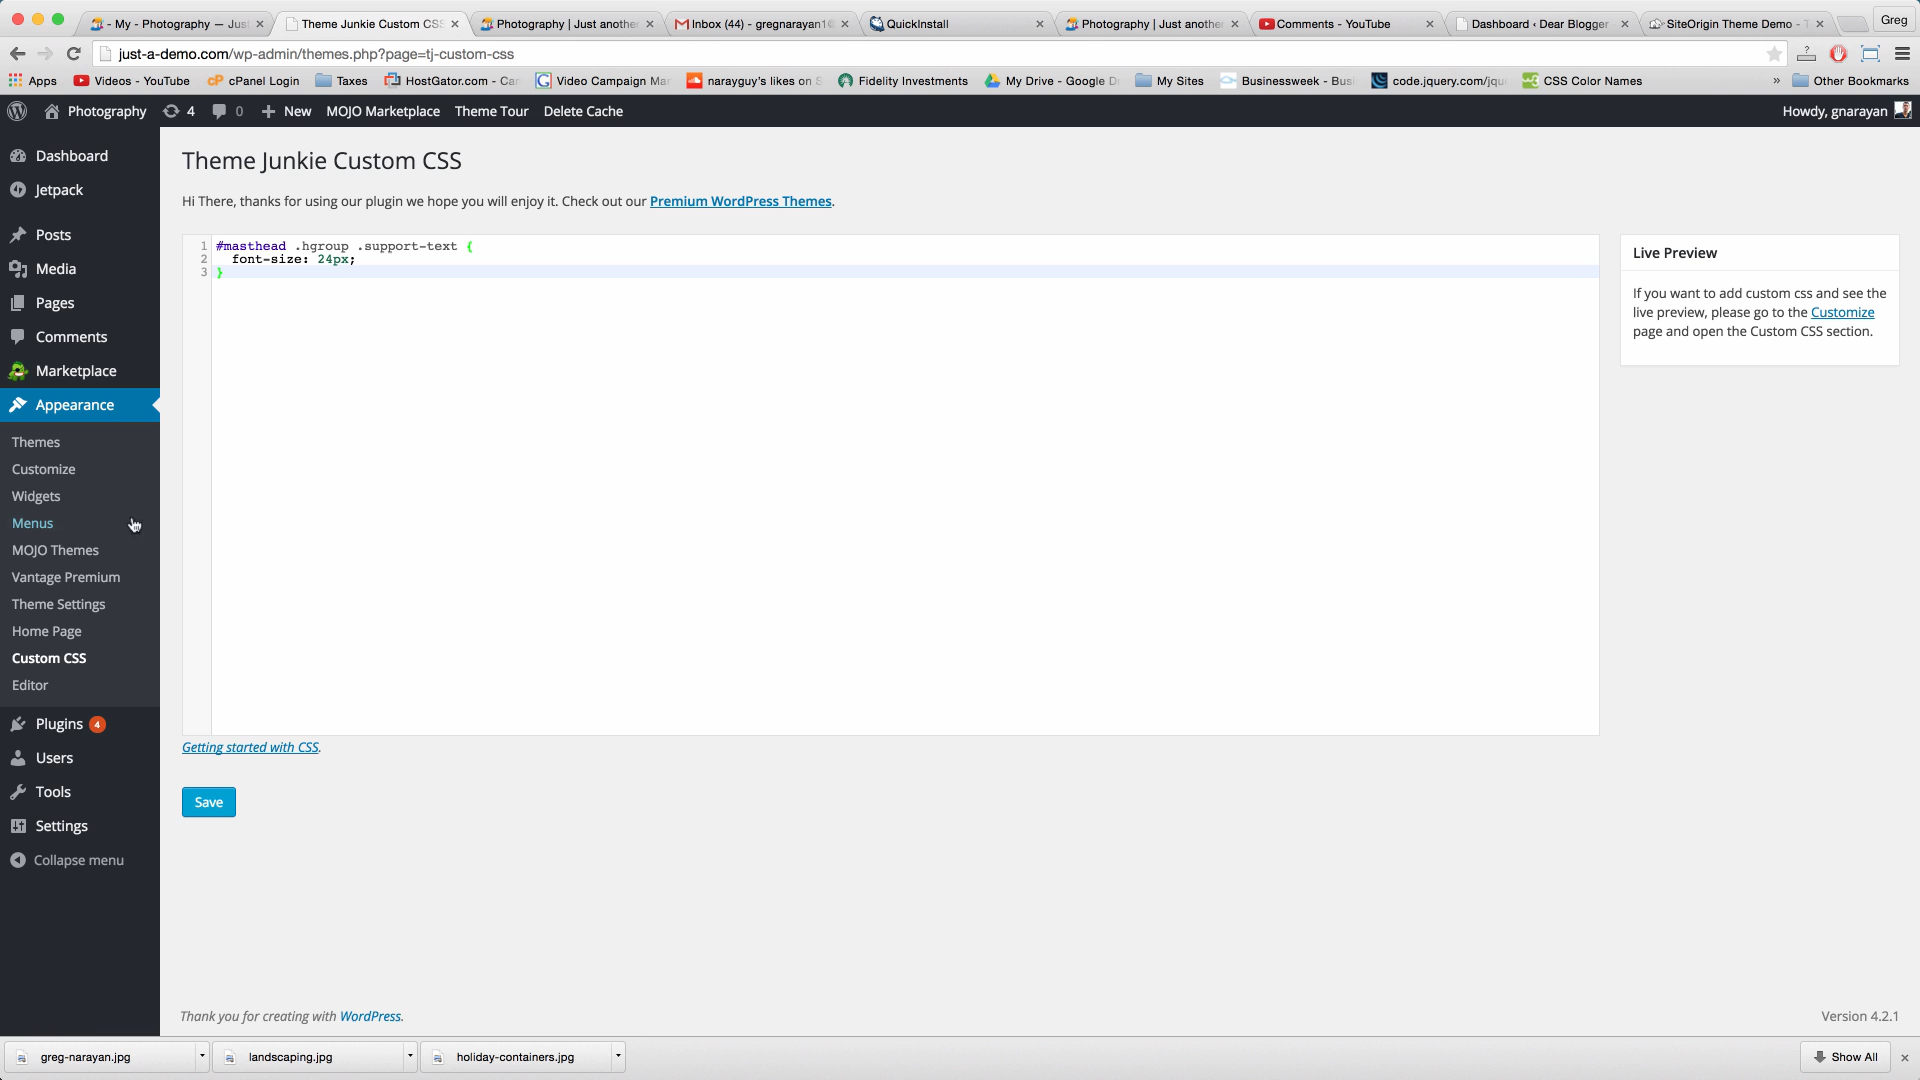 - My - Photography — Just
Theme Junkie Custom CSS
Photography | Just another
Inbox (44) - gregnarayan1@
QuickInstall
Photography | Just another
Comments - YouTube
Dashboard ‹ Dear Blogger
SiteOrigin Theme Demo - T
Greg
just-a-demo.com/wp-admin/themes.php?page=tj-custom-css
Apps
Videos - YouTube
cPanel Login
Taxes
HostGator.com - Ca
Video Campaign Ma
narayguy's likes on S
Fidelity Investments
My Drive - Google D
My Sites
Businessweek - Bus
code.jquery.com/jqu
CSS Color Names
»
Other Bookmarks
Photography
4
0
New
MOJO Marketplace
Theme Tour
Delete Cache
Howdy, gnarayan
Dashboard
Jetpack
Posts
Media
Pages
Comments
Marketplace
Appearance
Themes
Customize
Widgets
Menus
MOJO Themes
Vantage Premium
Theme Settings
Home Page
Custom CSS
Editor
Plugins 4
Users
Tools
Settings
Collapse menu
Theme Junkie Custom CSS
Hi There, thanks for using our plugin we hope you will enjoy it. Check out our Premium WordPress Themes.
1 #masthead .hgroup .support-text {
2 font-size: 24px;
3 }
Getting started with CSS.
Save
Live Preview
If you want to add custom css and see the
live preview, please go to the Customize
page and open the Custom CSS section.
Thank you for creating with WordPress.
Version 4.2.1
greg-narayan.jpg
landscaping.jpg
holiday-containers.jpg
Show All